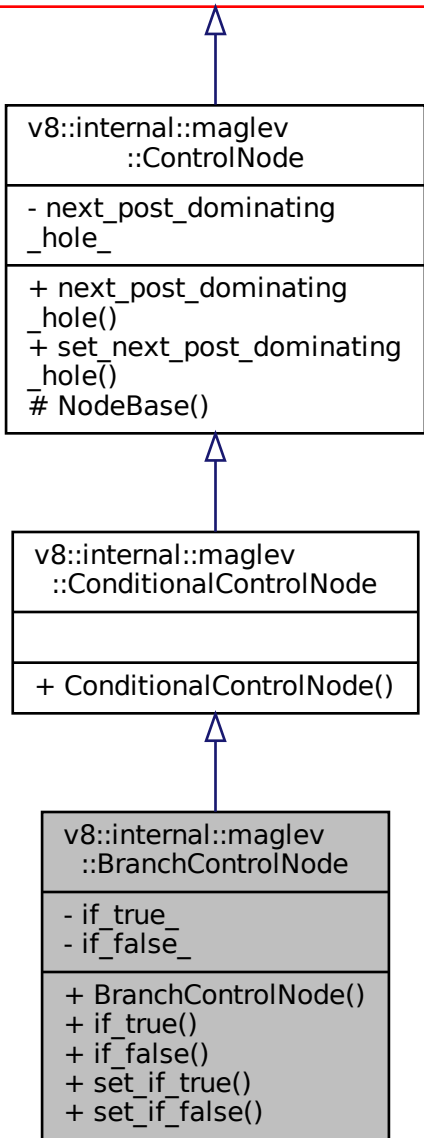 v8::internal::maglev
::ControlNode
- next_post_dominating
_hole_
+ next_post_dominating
_hole()
+ set_next_post_dominating
_hole()
# NodeBase()
v8::internal::maglev
::ConditionalControlNode
+ ConditionalControlNode()
v8::internal::maglev
::BranchControlNode
- if_true_
- if_false_
+ BranchControlNode()
+ if_true()
+ if_false()
+ set_if_true()
+ set_if_false()